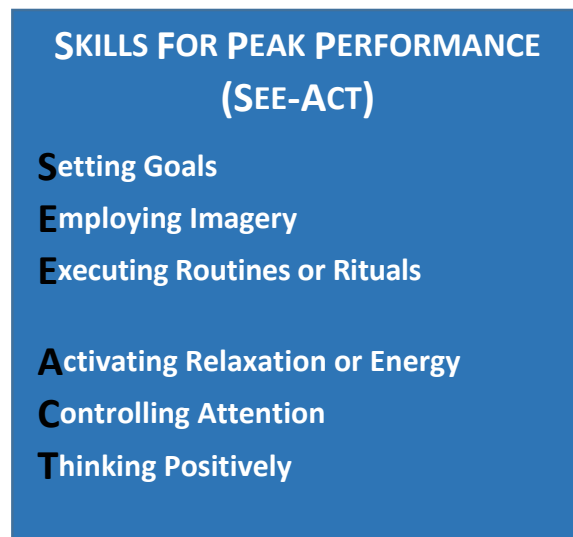 SKILLS FOR PEAK PERFORMANCE
(SEE-ACT)
Setting Goals
Employing Imagery
Executing Routines or Rituals
Activating Relaxation or Energy
Controlling Attention
Thinking Positively